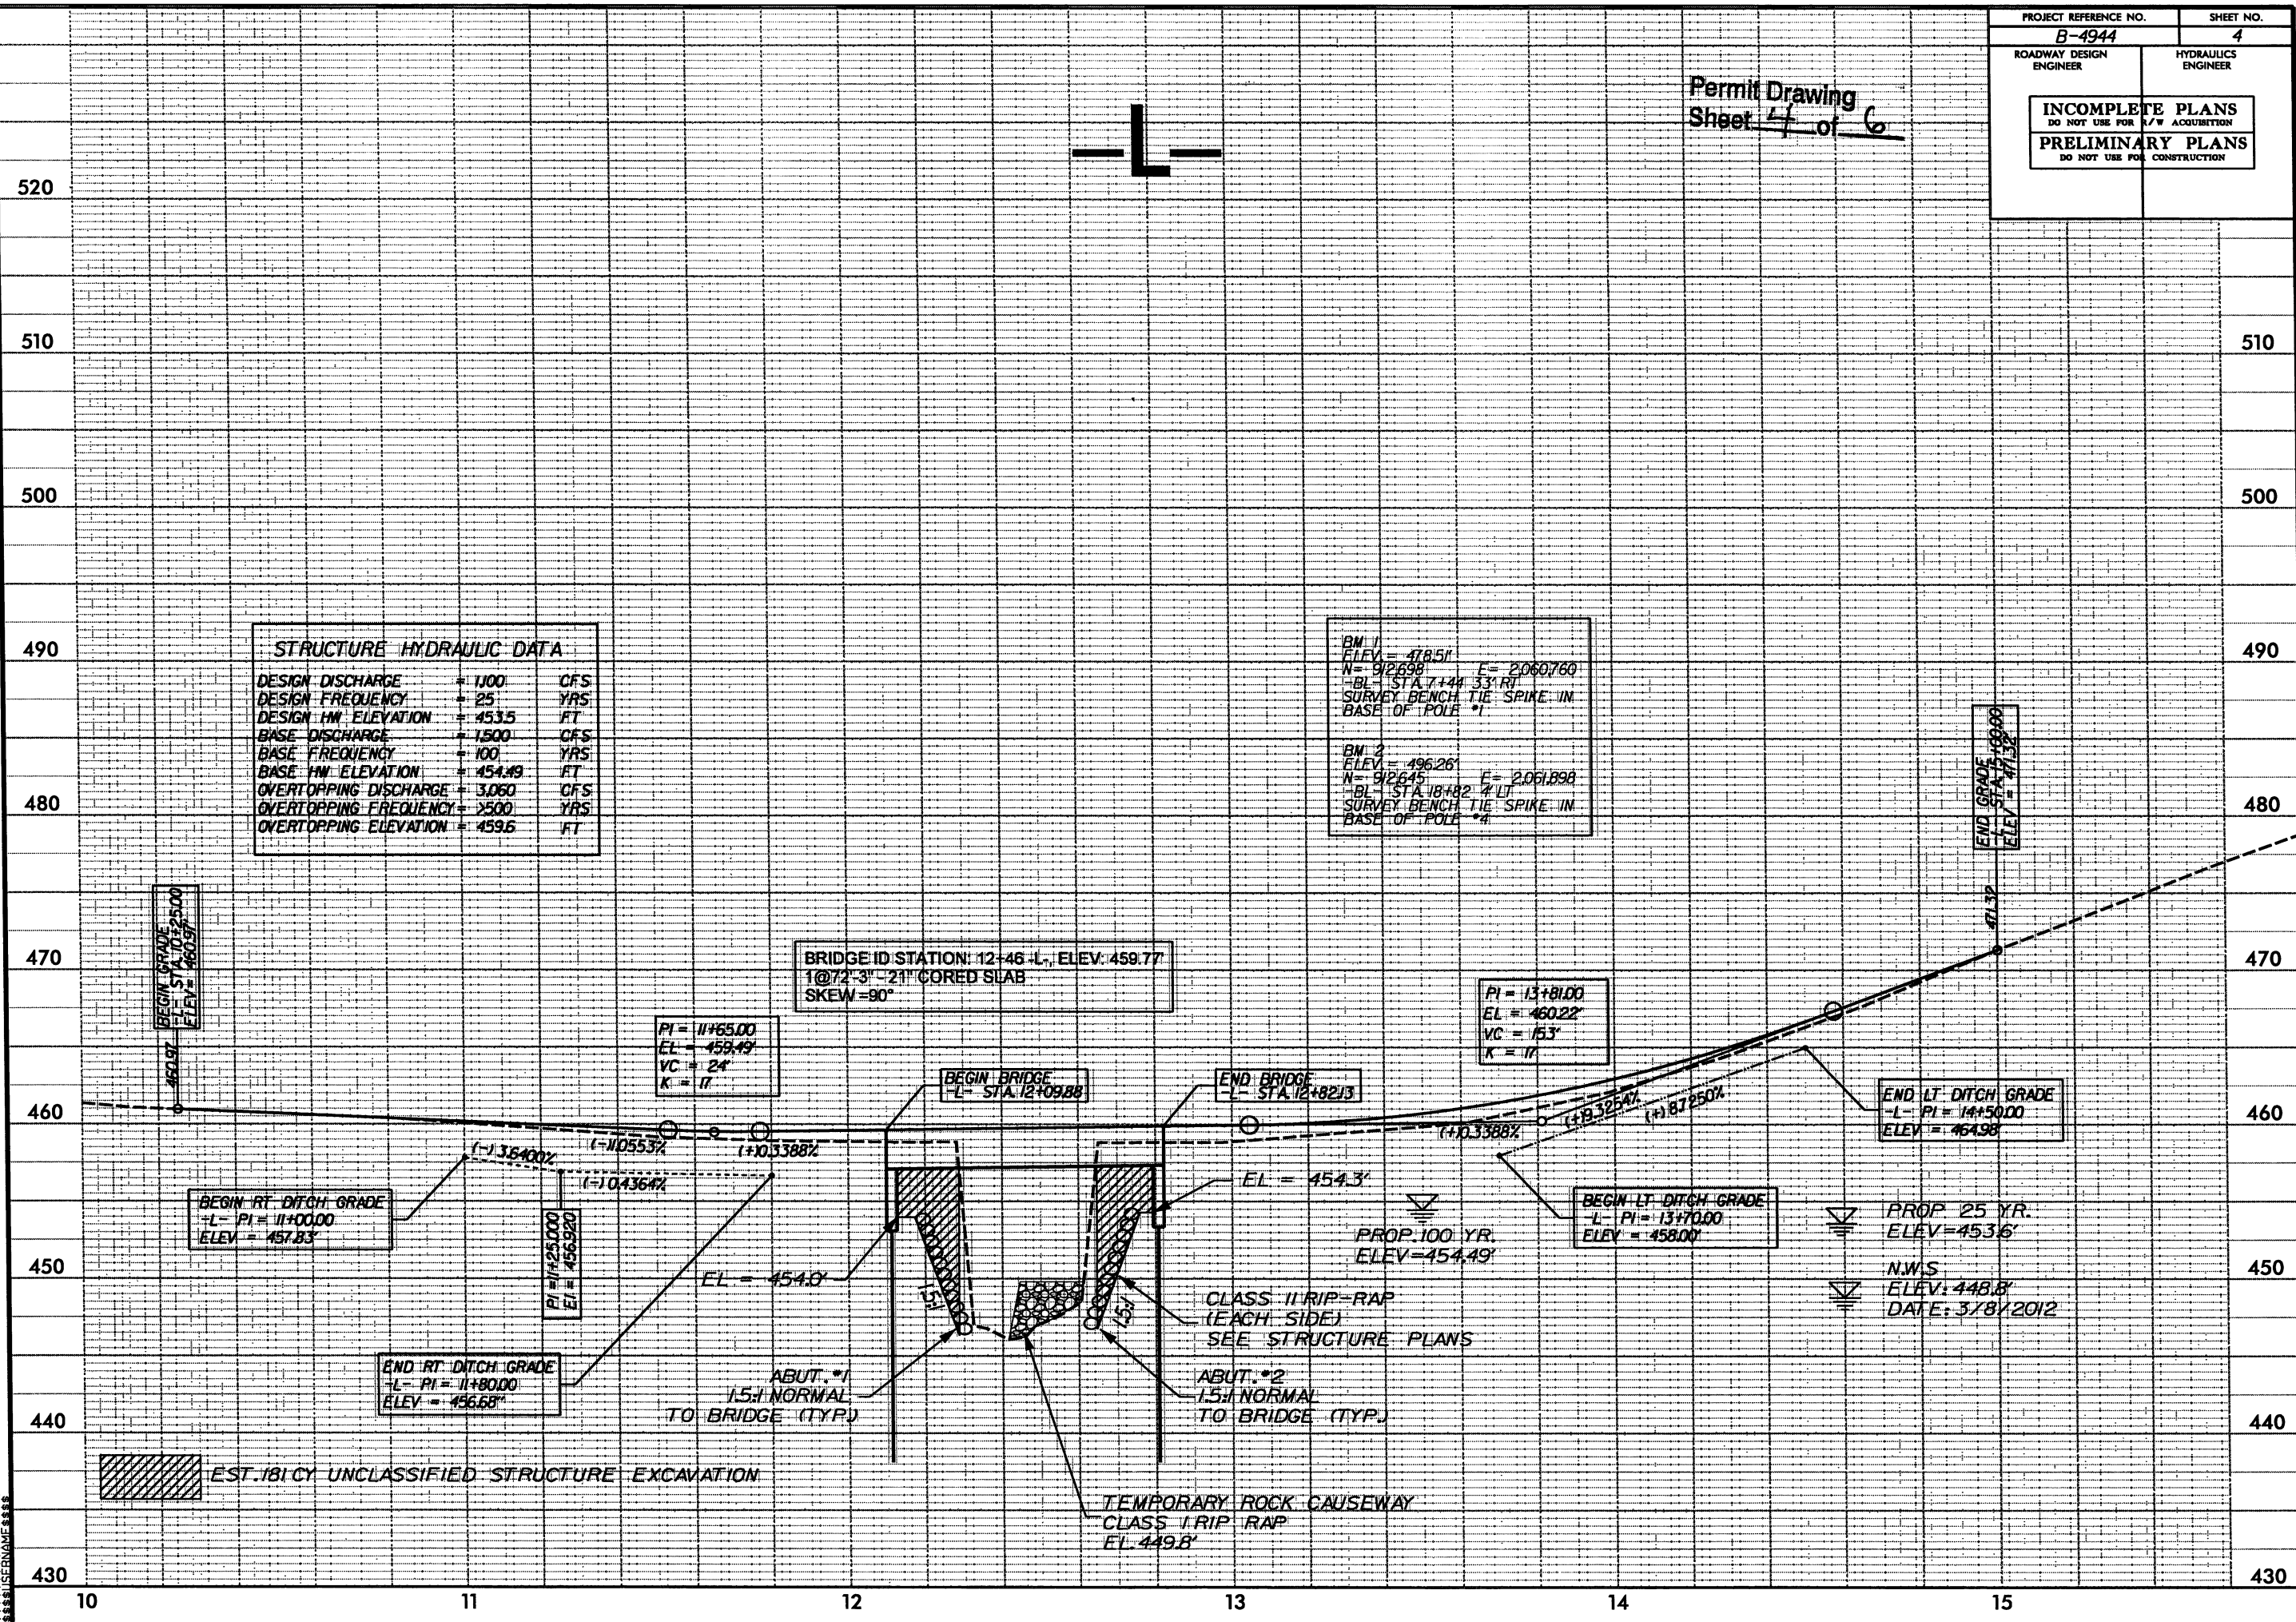 PROJECT REFERENCE NO.
SHEET NO.
B-4944
4
ROADWAY DESIGN
ENGINEER
HYDRAULICS
ENGINEER
INCOMPLETE PLANS
DO NOT USE FOR R/W ACQUISITION
PRELIMINARY PLANS
DO NOT USE FOR CONSTRUCTION
Permit Drawing
Sheet 4 of 6
-L-
520
510
510
500
500
490
490
480
480
470
470
460
460
450
450
440
440
430
430
STRUCTURE HYDRAULIC DATA
DESIGN DISCHARGE = 1,100 CFS
DESIGN FREQUENCY = 25 YRS
DESIGN HW ELEVATION = 453.5 FT
BASE DISCHARGE = 1,500 CFS
BASE FREQUENCY = 100 YRS
BASE HW ELEVATION = 454.49 FT
OVERTOPPING DISCHARGE = 3,060 CFS
OVERTOPPING FREQUENCY = >500 YRS
OVERTOPPING ELEVATION = 459.6 FT
BM 1
ELEV. = 478.51'
N= 912,698 E= 2,060,760
-BL- STA. 7+44 33' RT
SURVEY BENCH TIE SPIKE IN
BASE OF POLE #1
BM 2
ELEV = 496.26'
N= 912,645 E= 2,061,898
-BL- STA. 18+82 4' LT
SURVEY BENCH TIE SPIKE IN
BASE OF POLE #4
BEGIN GRADE
-L- STA. 10+25.00
ELEV= 460.97'
460.97
END GRADE
-L- STA. 15+00.00
ELEV = 471.32'
471.32
BRIDGE ID STATION: 12+46 -L-, ELEV: 459.77'
1@72'-3" - 21" CORED SLAB
SKEW =90°
PI = 11+65.00
EL = 459.49'
VC = 24'
K = 17
PI = 13+81.00
EL = 460.22'
VC = 153'
K = 17
BEGIN BRIDGE
-L- STA. 12+09.88
END BRIDGE
-L- STA. 12+82.13
(-)3.6400%
(-)1.0553%
(+)0.3388%
(-)0.4364%
(+)0.3388%
(+)9.3254%
(+)8.7250%
END LT DITCH GRADE
-L- PI = 14+50.00
ELEV = 464.98'
BEGIN RT DITCH GRADE
-L- PI = 11+00.00
ELEV = 457.83'
PI = 11+25.00
El = 456.920
EL = 454.0'
EL = 454.3'
PROP. 100 YR.
ELEV=454.49'
BEGIN LT DITCH GRADE
-L- PI = 13+70.00
ELEV = 458.00'
PROP 25 YR.
ELEV=453.6'
N.W.S
ELEV: 448.8'
DATE: 3/8/2012
1.5:1
1.5:1
CLASS II RIP-RAP
(EACH SIDE)
SEE STRUCTURE PLANS
END RT DITCH GRADE
-L- PI = 11+80.00
ELEV = 456.68"
ABUT. #1
1.5:1 NORMAL
TO BRIDGE (TYP.)
ABUT. #2
1.5:1 NORMAL
TO BRIDGE (TYP.)
EST. 181 CY UNCLASSIFIED STRUCTURE EXCAVATION
TEMPORARY ROCK CAUSEWAY
CLASS I RIP RAP
EL. 449.8'
10
11
12
13
14
15